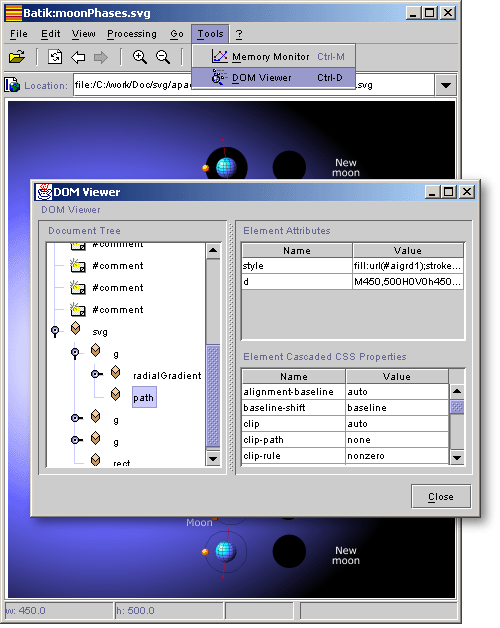 Batik:moonPhases.svg
File Edit View Processing Go Tools ?
Memory Monitor Ctrl-M
DOM Viewer Ctrl-D
Location: file:/C:/work/Doc/svg/apac .svg
New
moon
DOM Viewer
DOM Viewer
Document Tree
#comment
#comment
#comment
#comment
svg
g
radialGradient
path
g
g
rect
Element Attributes
Name Value
style fill:url(#aigrd1);stroke...
d M450,500H0V0h450...
Element Cascaded CSS Properties
Name Value
alignment-baseline auto
baseline-shift baseline
clip auto
clip-path none
clip-rule nonzero
Close
Moon
New
moon
w: 450.0 h: 500.0